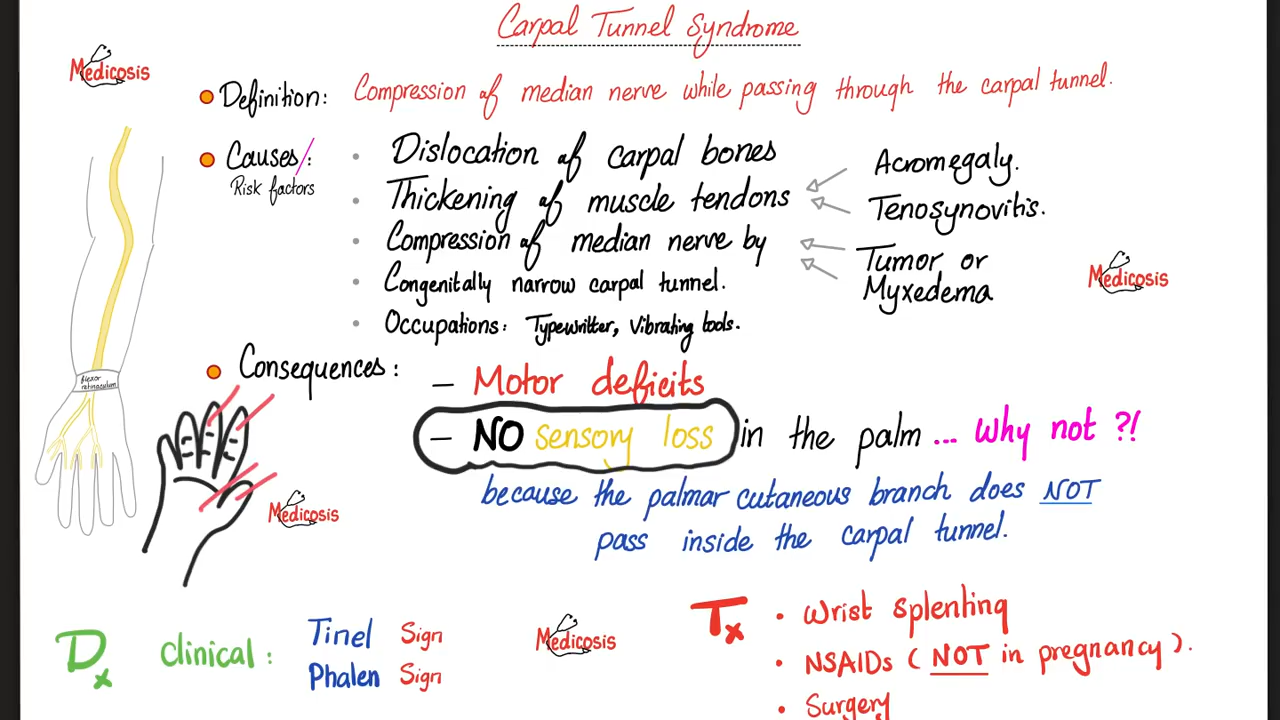 Carpal Tunnel Syndrome
Medicosis
Definition: Compression of median nerve while passing through the carpal tunnel.
Causes/:
Risk factors
Dislocation of carpal bones
Thickening of muscle tendons
Acromegaly.
Tenosynovitis.
Compression of median nerve by
Tumor or
Myxedema
Medicosis
Congenitally narrow carpal tunnel.
Occupations: Typewritter, Vibrating tools.
flexor
retinaculum
Consequences:
- Motor deficits
- NO sensory loss in the palm ... Why not ?!
because the palmar cutaneous branch does NOT
pass inside the carpal tunnel.
Medicosis
Dx Clinical: Tinel Sign
Phalen Sign
Medicosis
Tx
• Wrist Splenting
• NSAIDs (NOT in pregnancy).
• Surgery